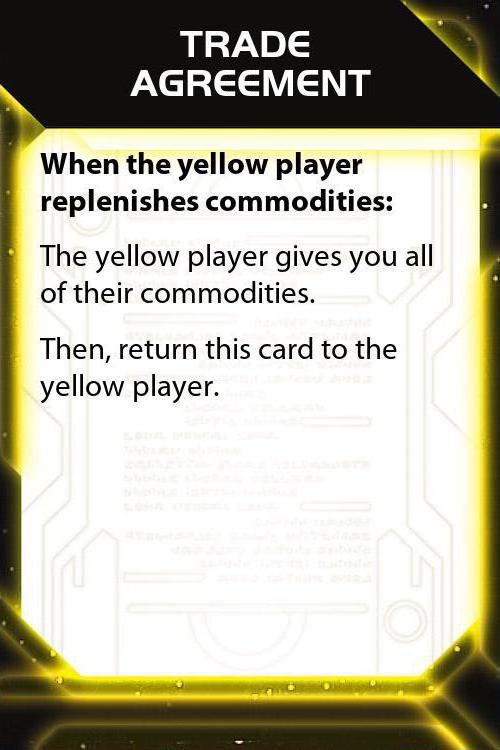 TRADE
AGREEMENT
When the yellow player
replenishes commodities:
The yellow player gives you all
of their commodities.
Then, return this card to the
yellow player.